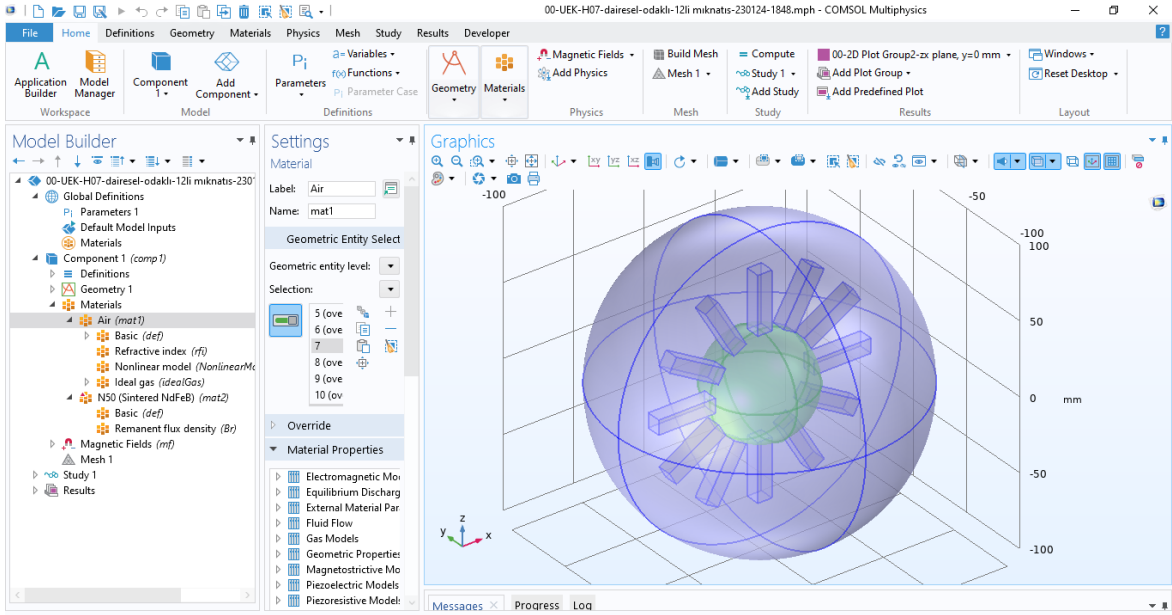 00-UEK-H07-dairesel-odaklı-12li mıknatıs-230124-1848.mph - COMSOL Multiphysics
File Home Definitions Geometry Materials Physics Mesh Study Results Developer
Application Builder
Model Manager
Workspace
Component 1
Add Component
Model
Pi
Parameters
a= Variables
f(x) Functions
Pi Parameter Case
Definitions
Geometry
Materials
Magnetic Fields
Add Physics
Physics
Build Mesh
Mesh 1
Mesh
= Compute
Study 1
Add Study
Study
00-2D Plot Group2-zx plane, y=0 mm
Add Plot Group
Add Predefined Plot
Results
Windows
Reset Desktop
Layout
Model Builder
00-UEK-H07-dairesel-odaklı-12li mıknatıs-230
Global Definitions
Pi Parameters 1
Default Model Inputs
Materials
Component 1 (comp1)
Definitions
Geometry 1
Materials
Air (mat1)
Basic (def)
Refractive index (rfi)
Nonlinear model (NonlinearMo
Ideal gas (idealGas)
N50 (Sintered NdFeB) (mat2)
Basic (def)
Remanent flux density (Br)
Magnetic Fields (mf)
Mesh 1
Study 1
Results
Settings
Material
Label: Air
Name: mat1
Geometric Entity Select
Geometric entity level:
Selection:
5 (ove
6 (ove
7
8 (ove
9 (ove
10 (ove
Override
Material Properties
Electromagnetic Mo
Equilibrium Discharg
External Material Par
Fluid Flow
Gas Models
Geometric Properties
Magnetostrictive Mo
Piezoelectric Models
Piezoresistive Models
Graphics
xy yz xz
-100
-50
-100
100
50
0 mm
-50
-100
z
y x
Messages Progress Log